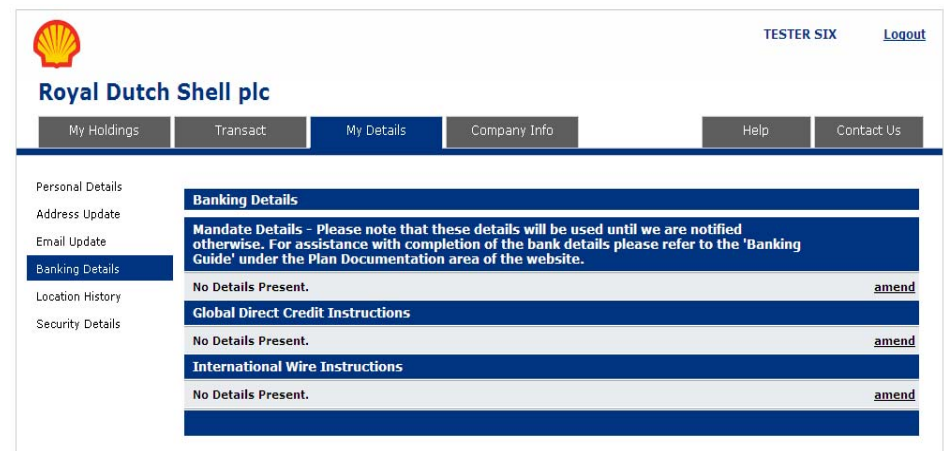 TESTER SIX Logout
Royal Dutch Shell plc
My Holdings Transact My Details Company Info Help Contact Us
Personal Details
Address Update
Email Update
Banking Details
Location History
Security Details
Banking Details
Mandate Details - Please note that these details will be used until we are notified
otherwise. For assistance with completion of the bank details please refer to the 'Banking
Guide' under the Plan Documentation area of the website.
No Details Present. amend
Global Direct Credit Instructions
No Details Present. amend
International Wire Instructions
No Details Present. amend